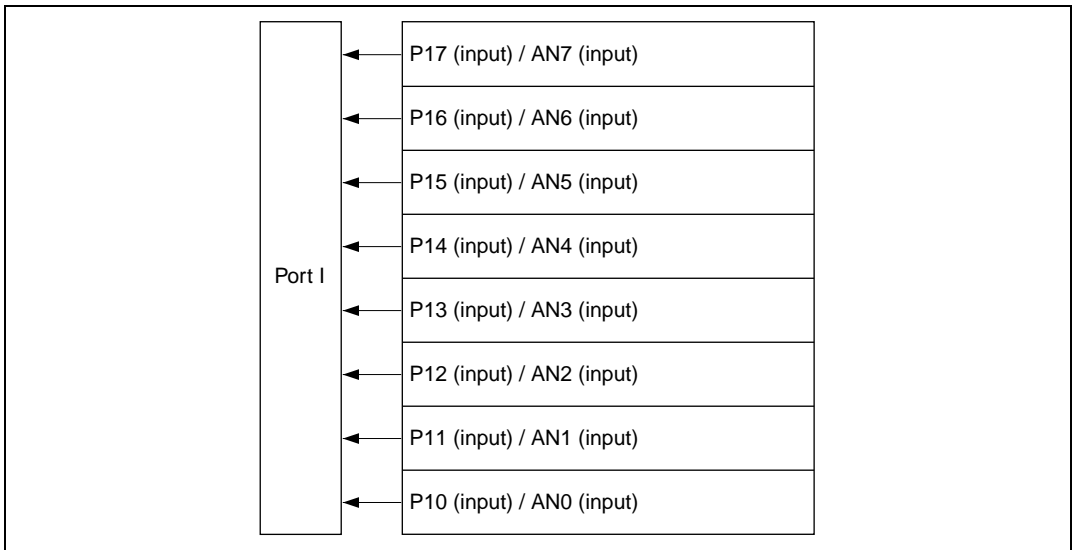 P17 (input) / AN7 (input)
P16 (input) / AN6 (input)
P15 (input) / AN5 (input)
P14 (input) / AN4 (input)
Port I
P13 (input) / AN3 (input)
P12 (input) / AN2 (input)
P11 (input) / AN1 (input)
P10 (input) / AN0 (input)